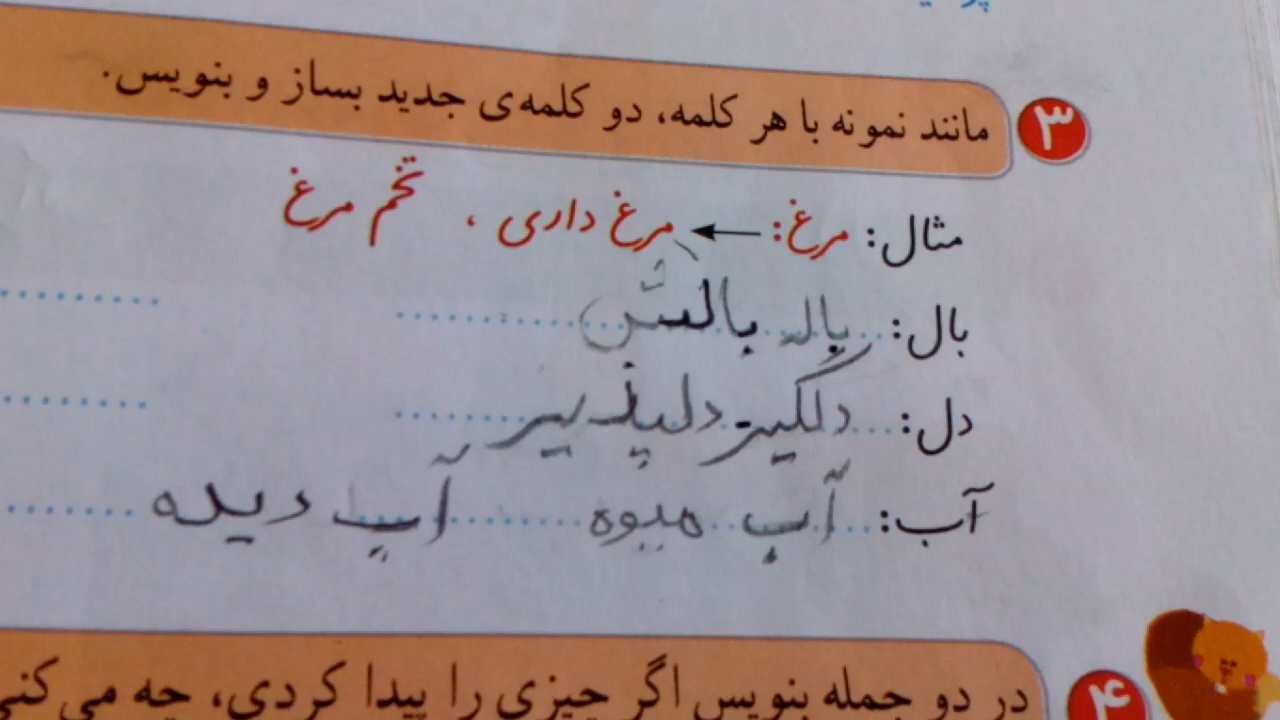 ۳ مانند نمونه با هر کلمه، دو کلمه‌ی جدید بساز و بنویس.
مثال: مرغ: ← مرغ داری ، تخم مرغ
بال: بال بالش
دل: دلگیر دلپذیر
آب: آب میوه آب دیده
۴ در دو جمله بنویس اگر چیزی را پیدا کردی، چه می‌کنی